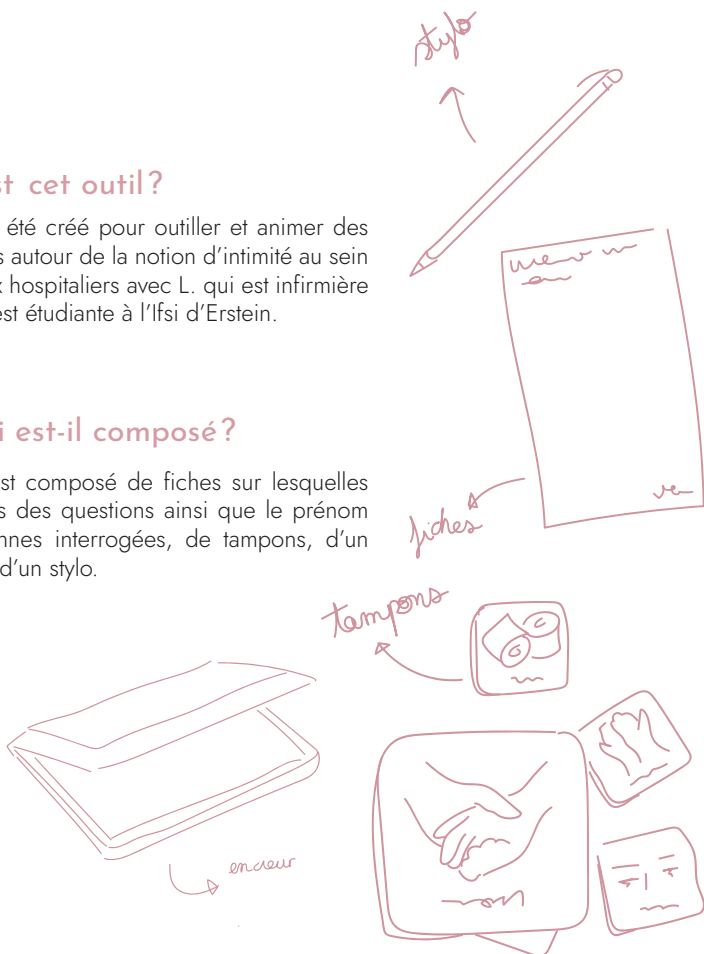 stylo
st cet outil?
été créé pour outiller et animer des
s autour de la notion d'intimité au sein
x hospitaliers avec L. qui est infirmière
est étudiante à l'Ifsi d'Erstein.
i est-il composé?
st composé de fiches sur lesquelles
s des questions ainsi que le prénom
nnes interrogées, de tampons, d'un
d'un stylo.
fiches
tampons
encreur